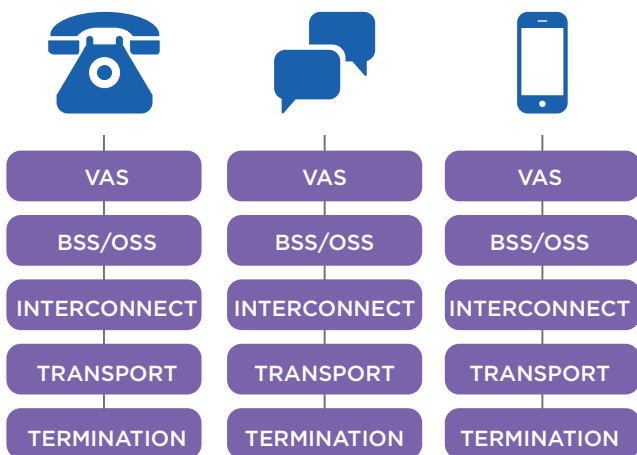 VAS
VAS
VAS
BSS/OSS
BSS/OSS
BSS/OSS
INTERCONNECT
INTERCONNECT
INTERCONNECT
TRANSPORT
TRANSPORT
TRANSPORT
TERMINATION
TERMINATION
TERMINATION